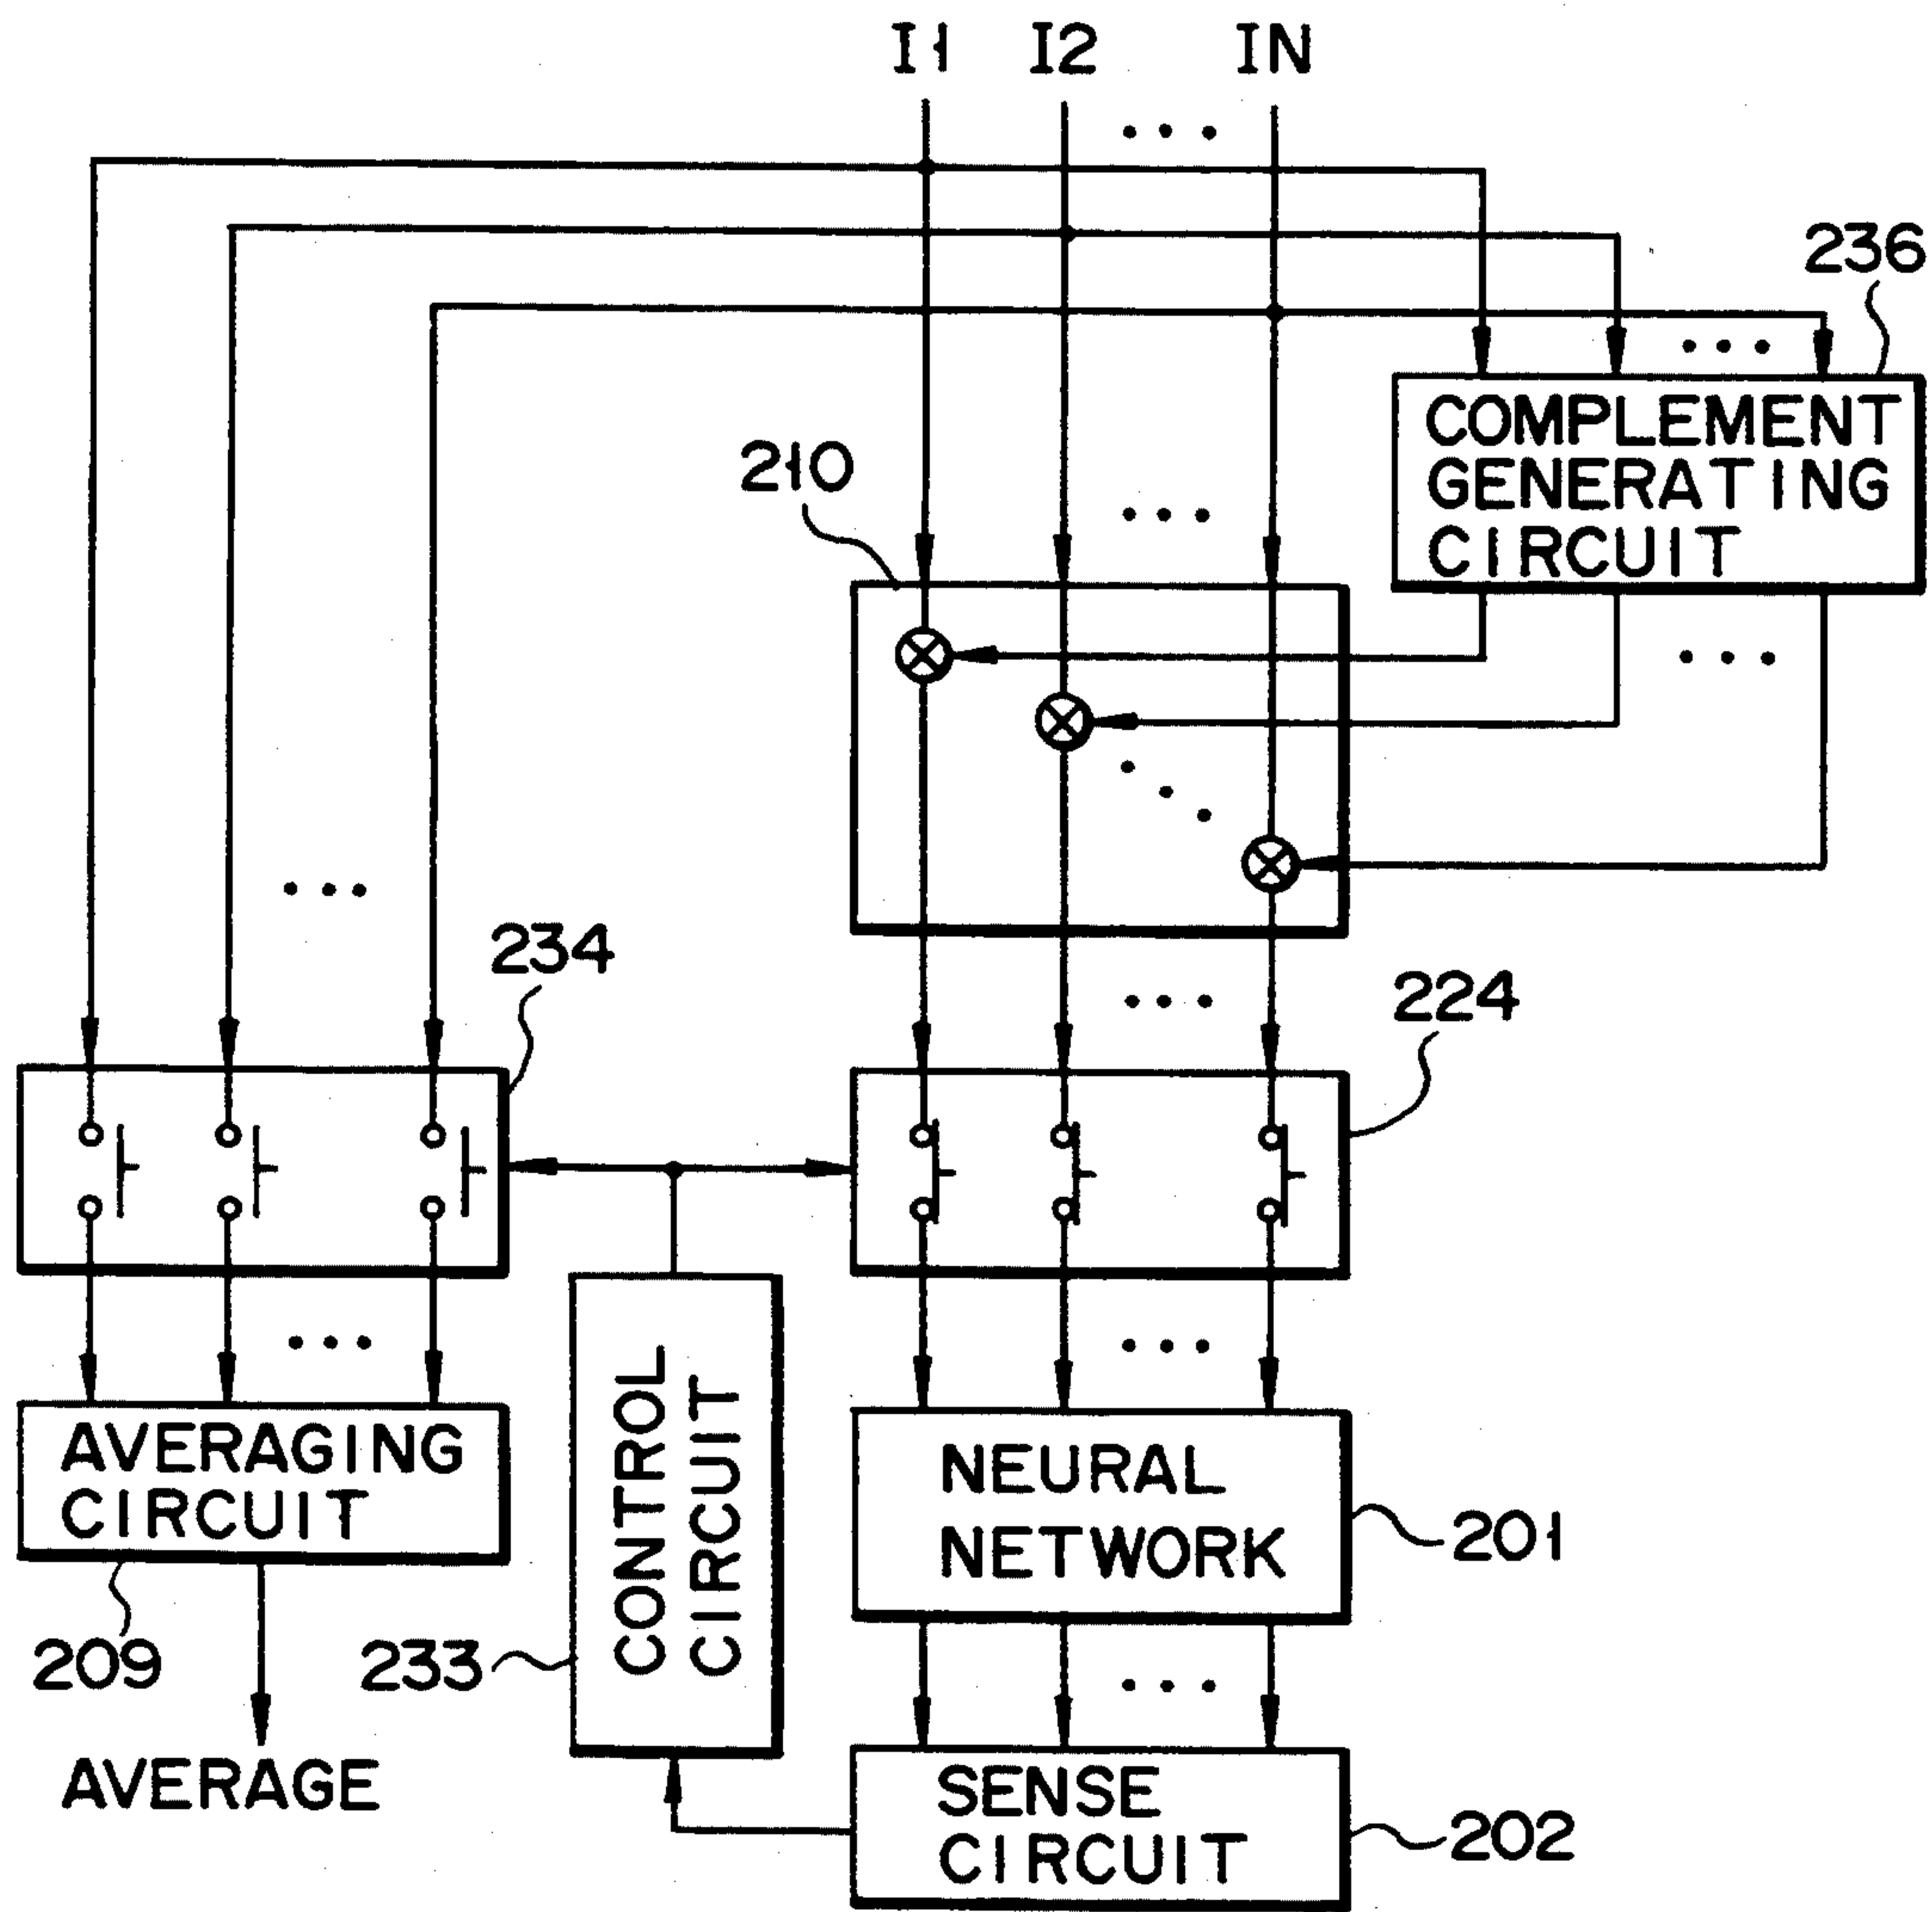 I1 I2 IN
236
COMPLEMENT
GENERATING
CIRCUIT
210
234
224
AVERAGING
CIRCUIT
CONTROL
CIRCUIT
NEURAL
NETWORK
201
209
233
AVERAGE
SENSE
CIRCUIT
202